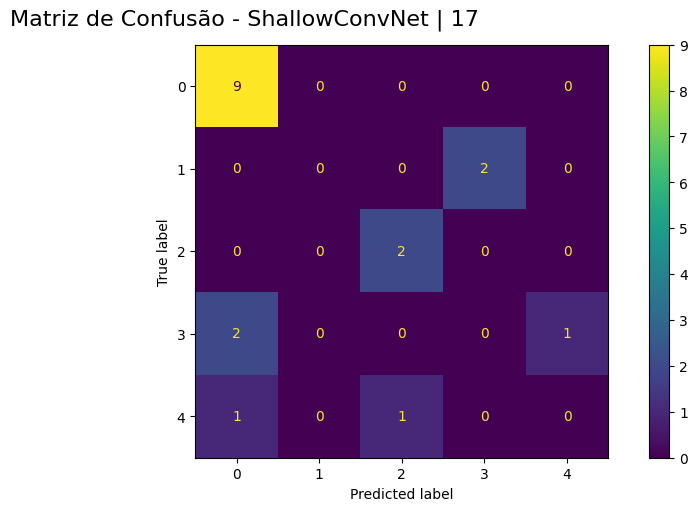 Matriz de Confusão - ShallowConvNet | 17
0 9 0 0 0 0
1 0 0 0 2 0
2 0 0 2 0 0
3 2 0 0 0 1
4 1 0 1 0 0
0 1 2 3 4
True label
Predicted label
9
8
7
6
5
4
3
2
1
0